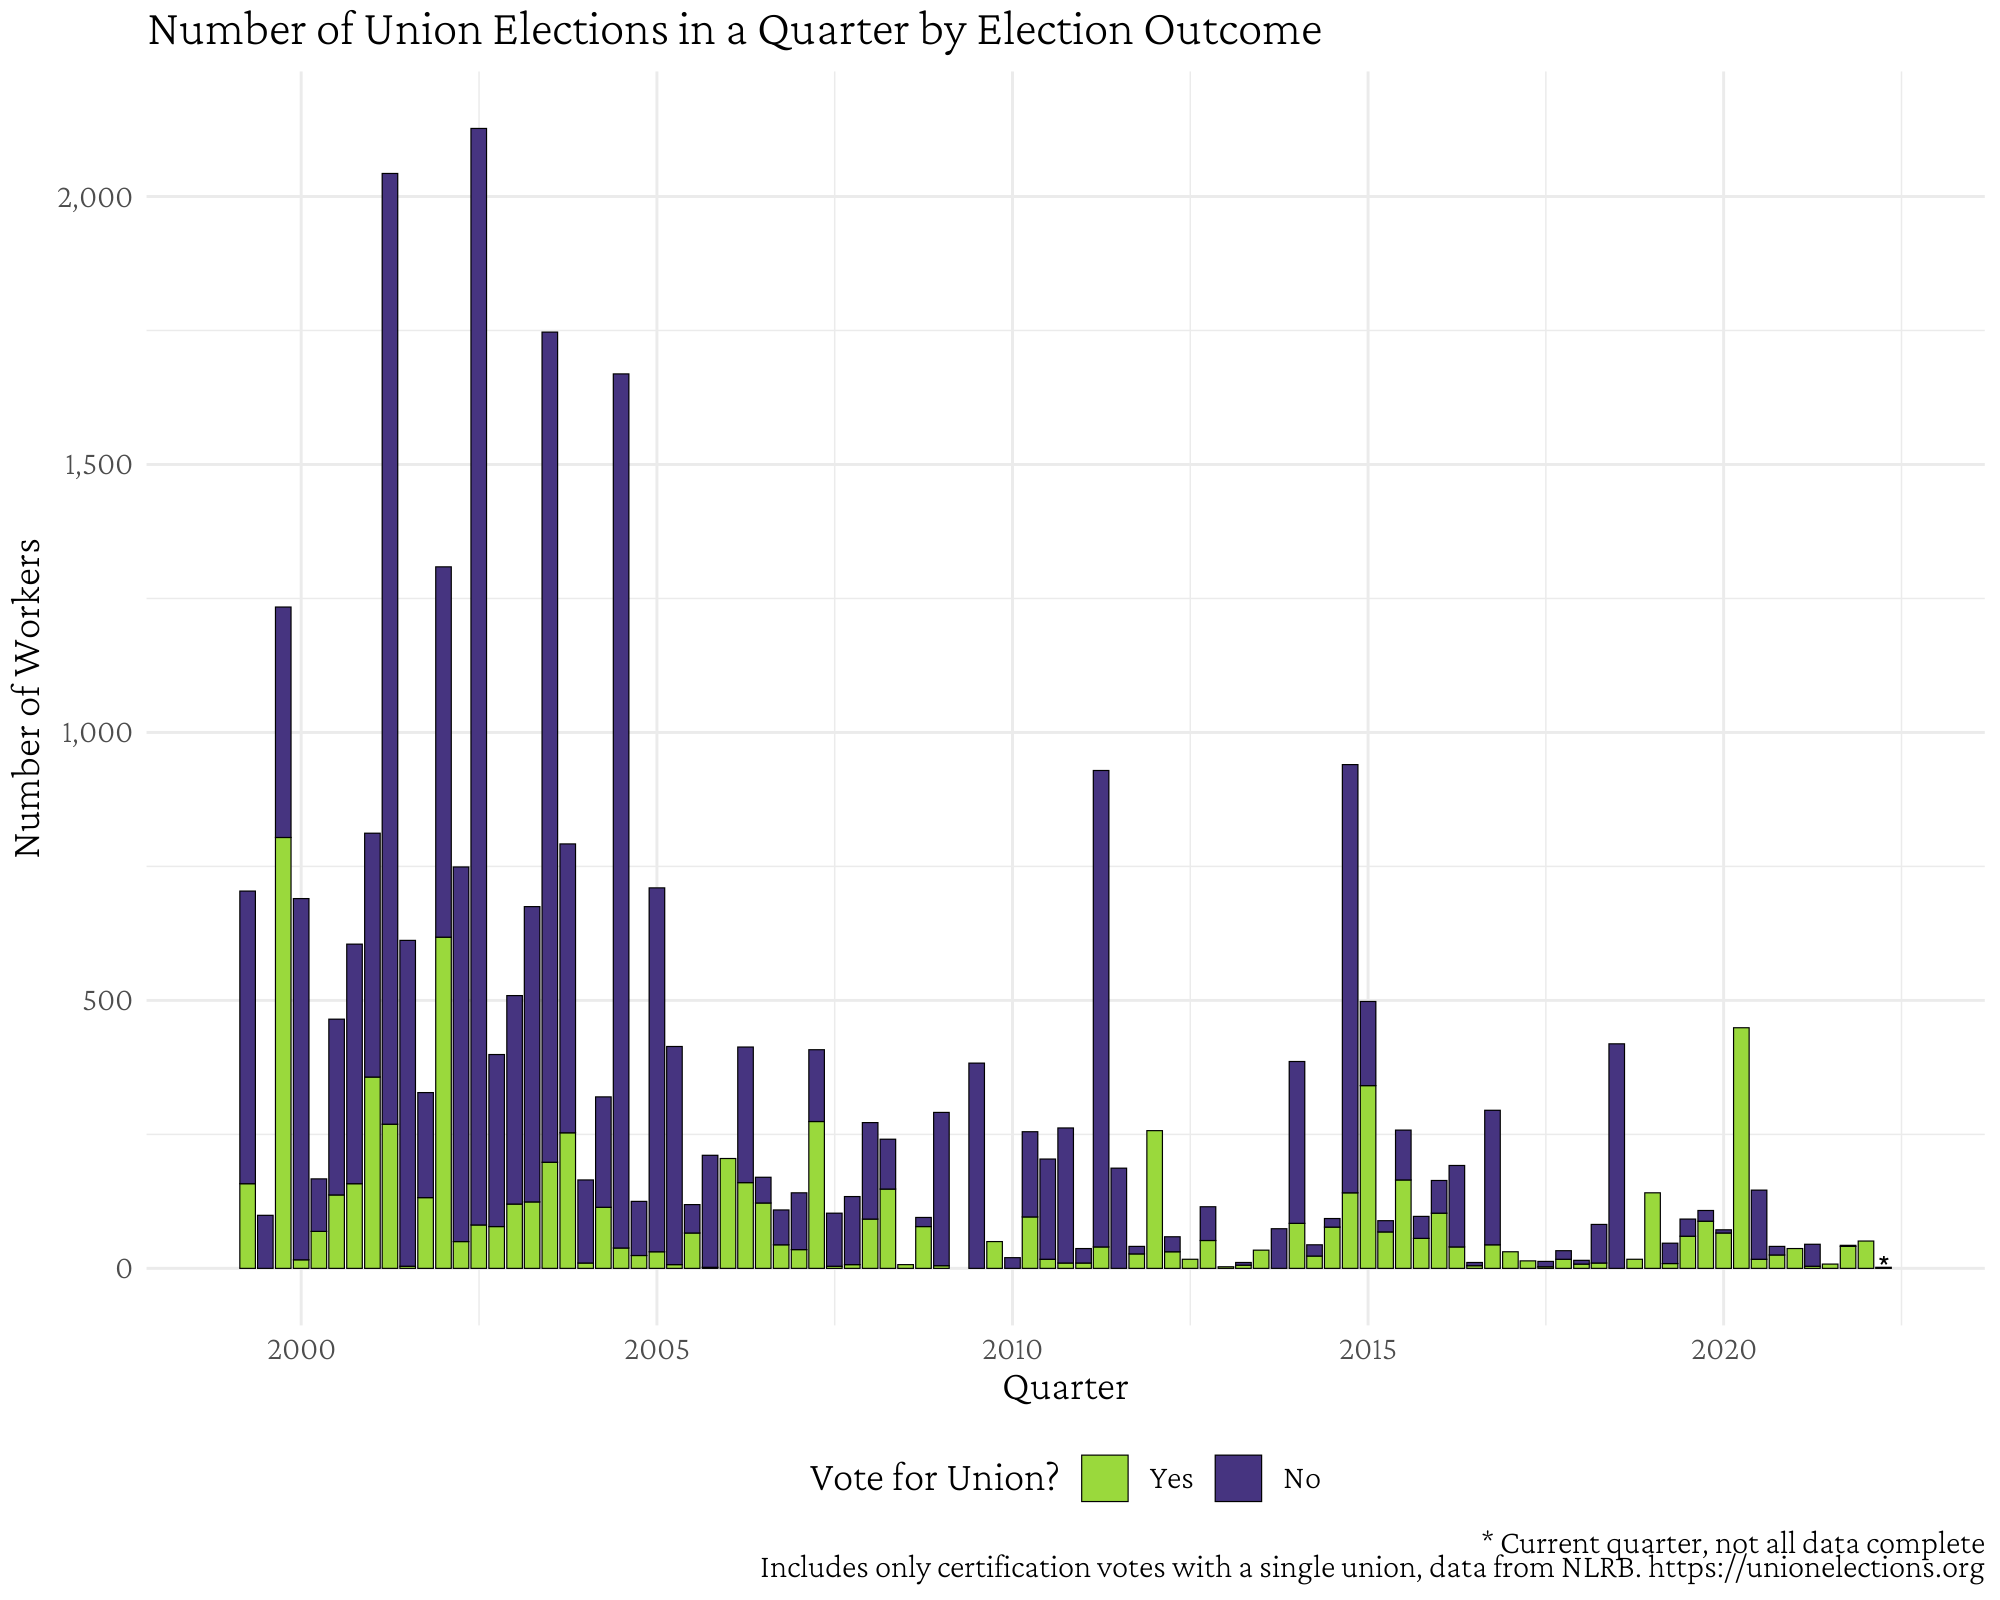 Number of Union Elections in a Quarter by Election Outcome
Number of Workers
2,000
1,500
1,000
500
0
2000 2005 2010 2015 2020
*
Quarter
Vote for Union? Yes No
* Current quarter, not all data complete
Includes only certification votes with a single union, data from NLRB. https://unionelections.org